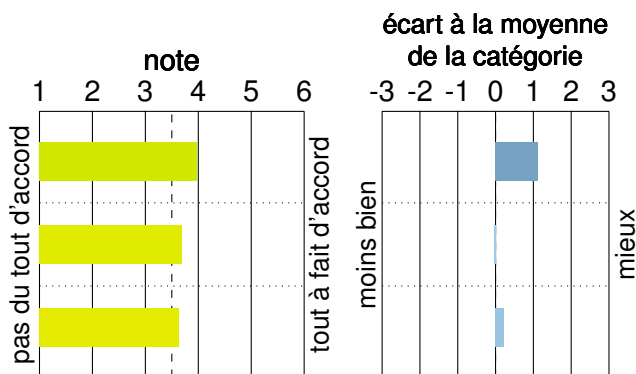 note
1 2 3 4 5 6
pas du tout d'accord
tout à fait d'accord
écart à la moyenne
de la catégorie
-3 -2 -1 0 1 2 3
moins bien
mieux